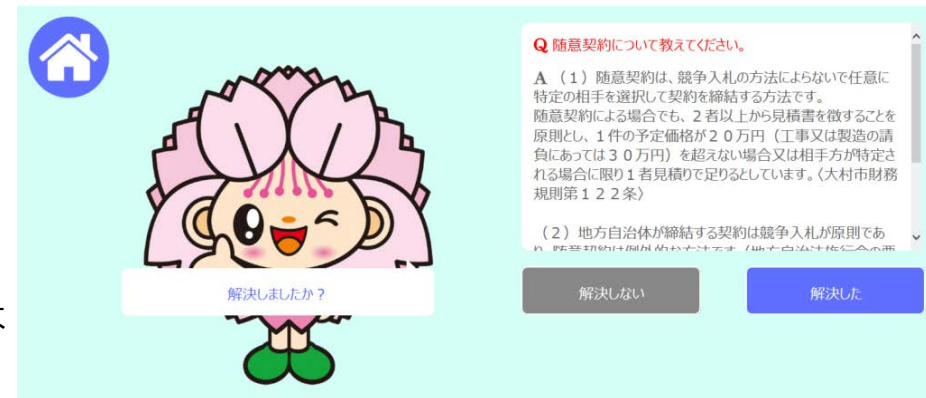 Q 随意契約について教えてください。
A （１）随意契約は、競争入札の方法によらないで任意に
特定の相手を選択して契約を締結する方法です。
随意契約による場合でも、２者以上から見積書を徴することを
原則とし、１件の予定価格が２０万円（工事又は製造の請
負にあっては３０万円）を超えない場合又は相手方が特定さ
れる場合に限り１者見積りで足りるとしています。〈大村市財務
規則第１２２条〉
（２）地方自治体が締結する契約は競争入札が原則であ
解決しましたか？
解決しない
解決した